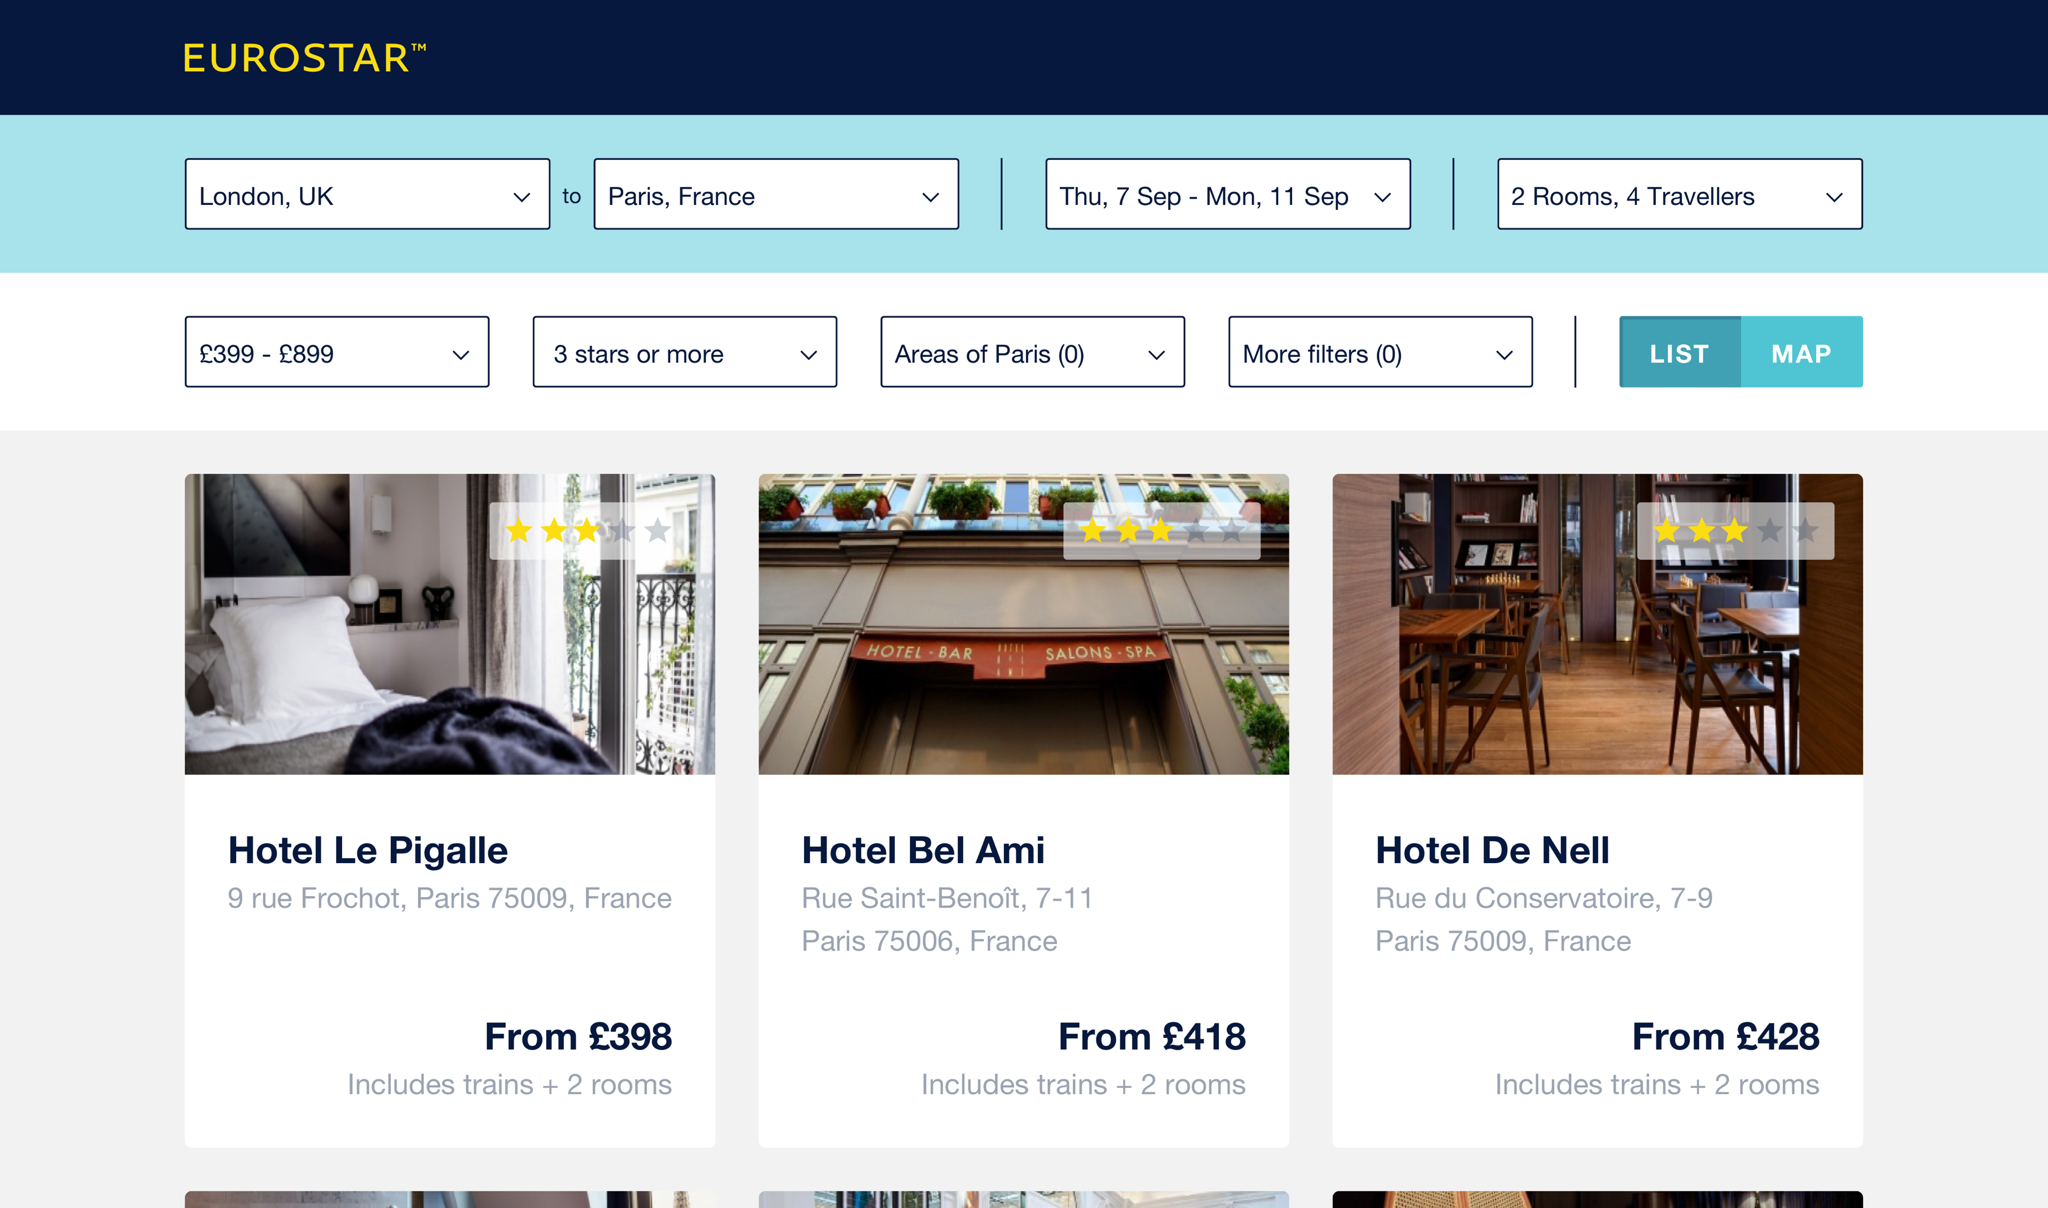 EUROSTAR™
London, UK
to
Paris, France
Thu, 7 Sep - Mon, 11 Sep
2 Rooms, 4 Travellers
£399 - £899
3 stars or more
Areas of Paris (0)
More filters (0)
LIST
MAP
HOTEL - BAR
SALONS - SPA
Hotel Le Pigalle
9 rue Frochot, Paris 75009, France
From £398
Includes trains + 2 rooms
Hotel Bel Ami
Rue Saint-Benoît, 7-11
Paris 75006, France
From £418
Includes trains + 2 rooms
Hotel De Nell
Rue du Conservatoire, 7-9
Paris 75009, France
From £428
Includes trains + 2 rooms